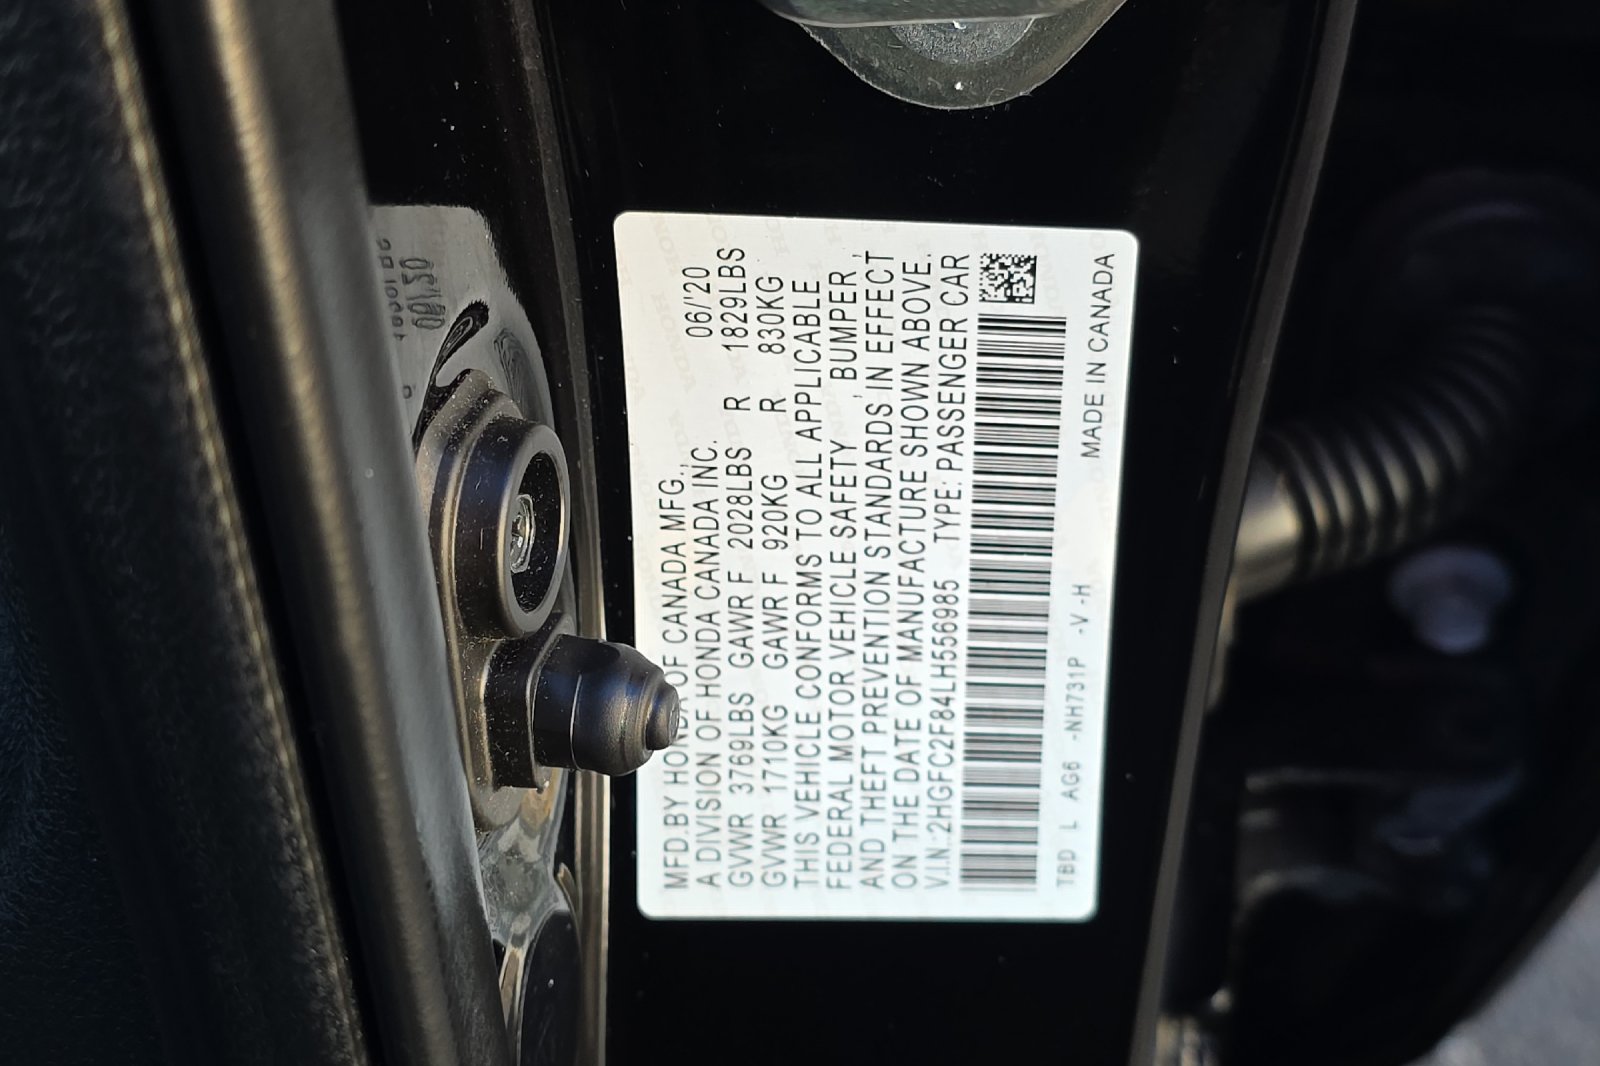 MFD.BY HONDA OF CANADA MFG.,
A DIVISION OF HONDA CANADA INC. 06/'20
GVWR 3769LBS GAWR F 2028LBS R 1829LBS
GVWR 1710KG GAWR F 920KG R 830KG
THIS VEHICLE CONFORMS TO ALL APPLICABLE
FEDERAL MOTOR VEHICLE SAFETY , BUMPER ,
AND THEFT PREVENTION STANDARDS IN EFFECT
ON THE DATE OF MANUFACTURE SHOWN ABOVE.
V.I.N.:2HGFC2F84LH556985 TYPE: PASSENGER CAR
TBD L AG6 -NH731P -V -H MADE IN CANADA